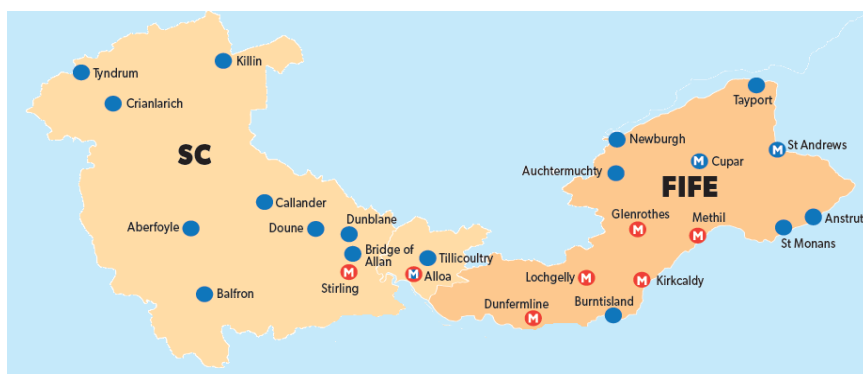 Killin
Tyndrum
Crianlarich
SC
Callander
Aberfoyle
Doune
Dunblane
Bridge of
Allan
Stirling
Balfron
Tillicoultry
M Alloa
M
Tayport
Newburgh
M St Andrews
M Cupar
Auchtermuchty
FIFE
Glenrothes
M
Methil
M
Anstrut
St Monans
Lochgelly M
M Kirkcaldy
Dunfermline
M
Burntisland